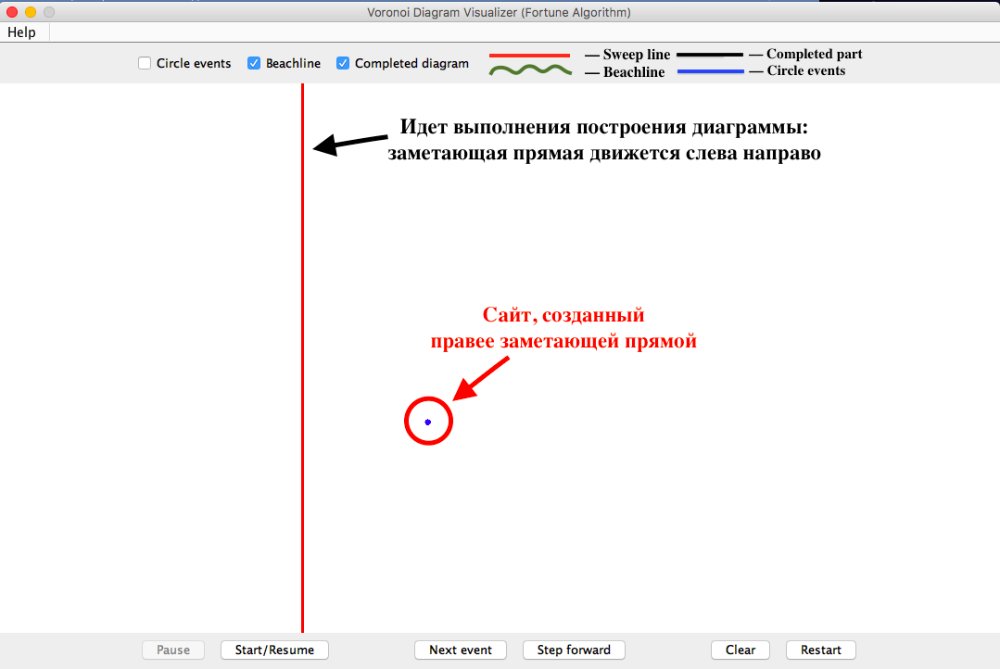 Voronoi Diagram Visualizer (Fortune Algorithm)
Help
Circle events
Beachline
Completed diagram
— Sweep line
— Completed part
— Beachline
— Circle events
Идет выполнения построения диаграммы:
заметающая прямая движется слева направо
Сайт, созданный
правее заметающей прямой
Pause
Start/Resume
Next event
Step forward
Clear
Restart